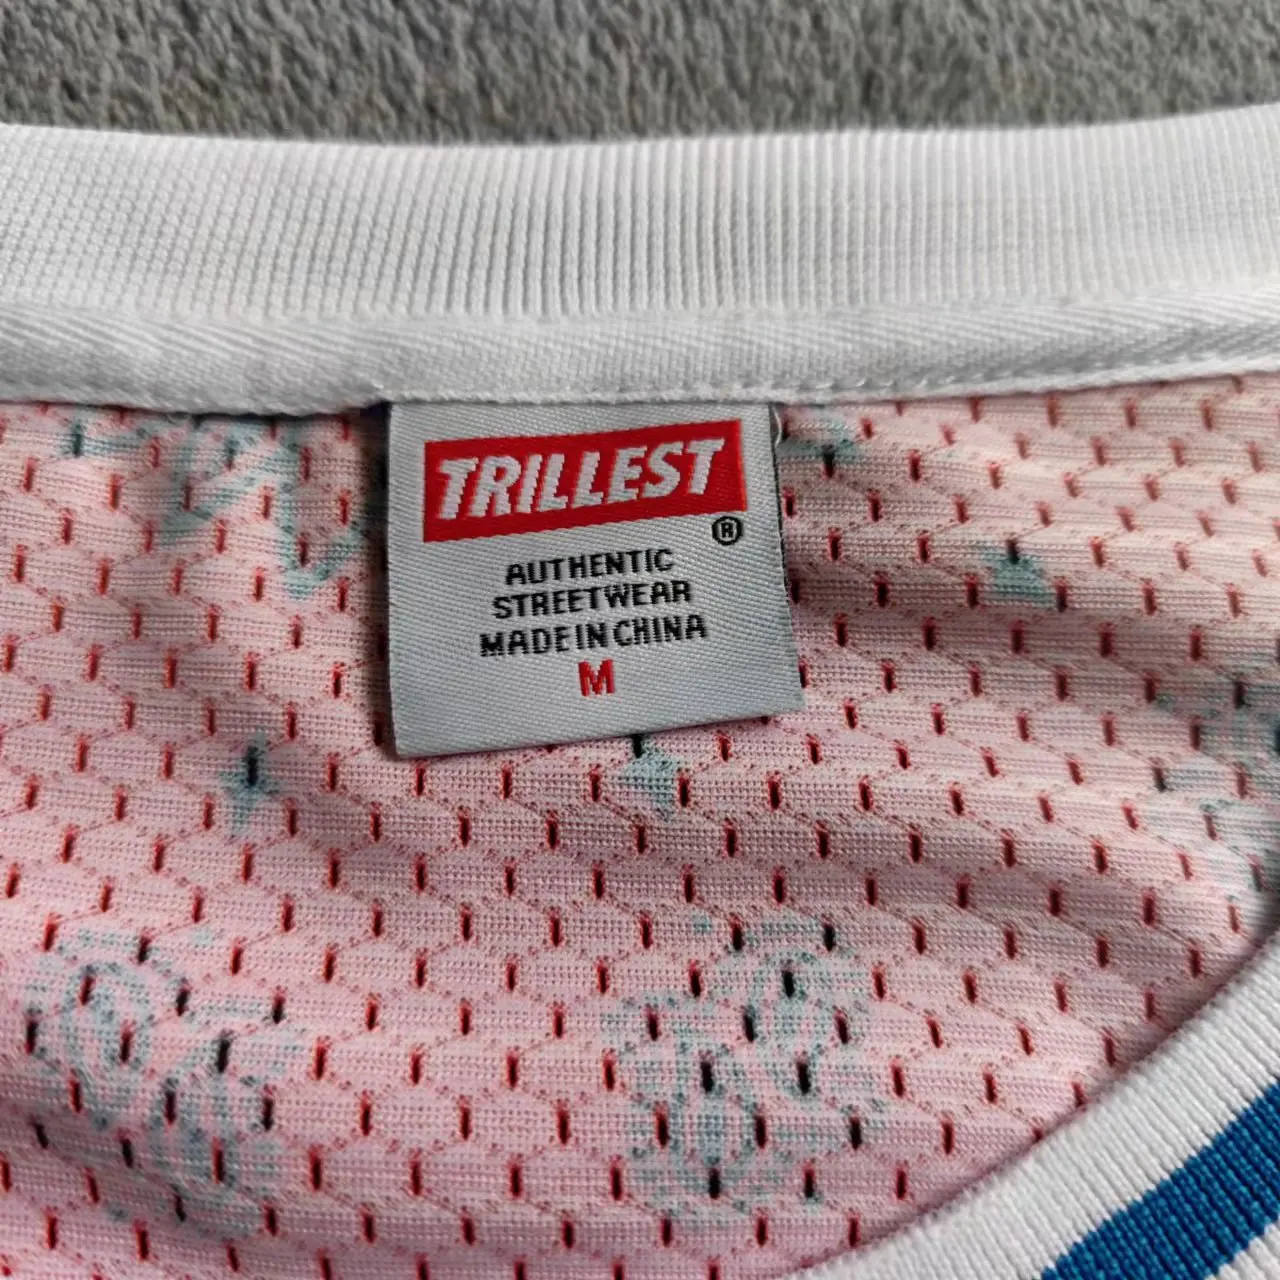 TRILLEST
®
AUTHENTIC
STREETWEAR
MADE IN CHINA
M